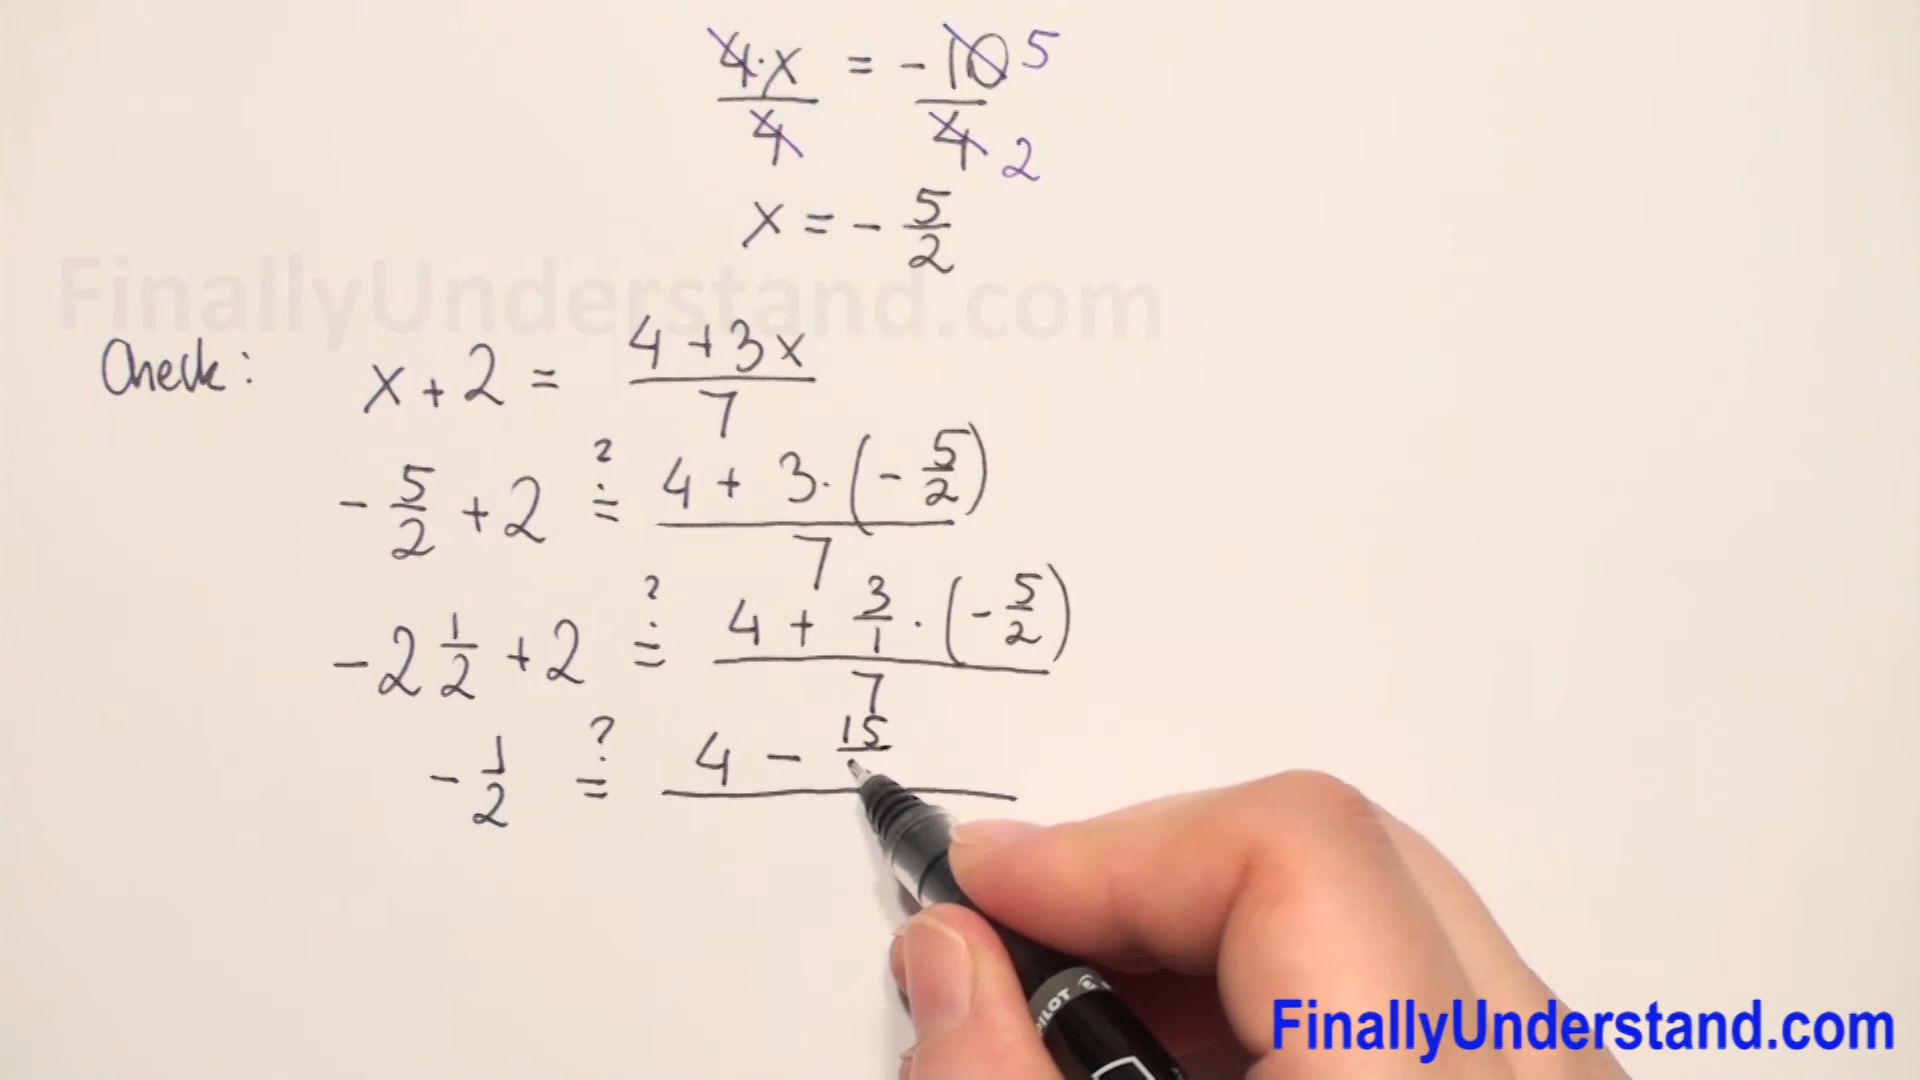 4·x/4 = -10/4 5 2
x = - 5/2
FinallyUnderstand.com
Check: x + 2 = 4 + 3x / 7
- 5/2 + 2 ≟ 4 + 3·(- 5/2) / 7
- 2 1/2 + 2 ≟ 4 + 3/1 · (- 5/2) / 7
- 1/2 ≟ 4 - 15
PILOT
FinallyUnderstand.com